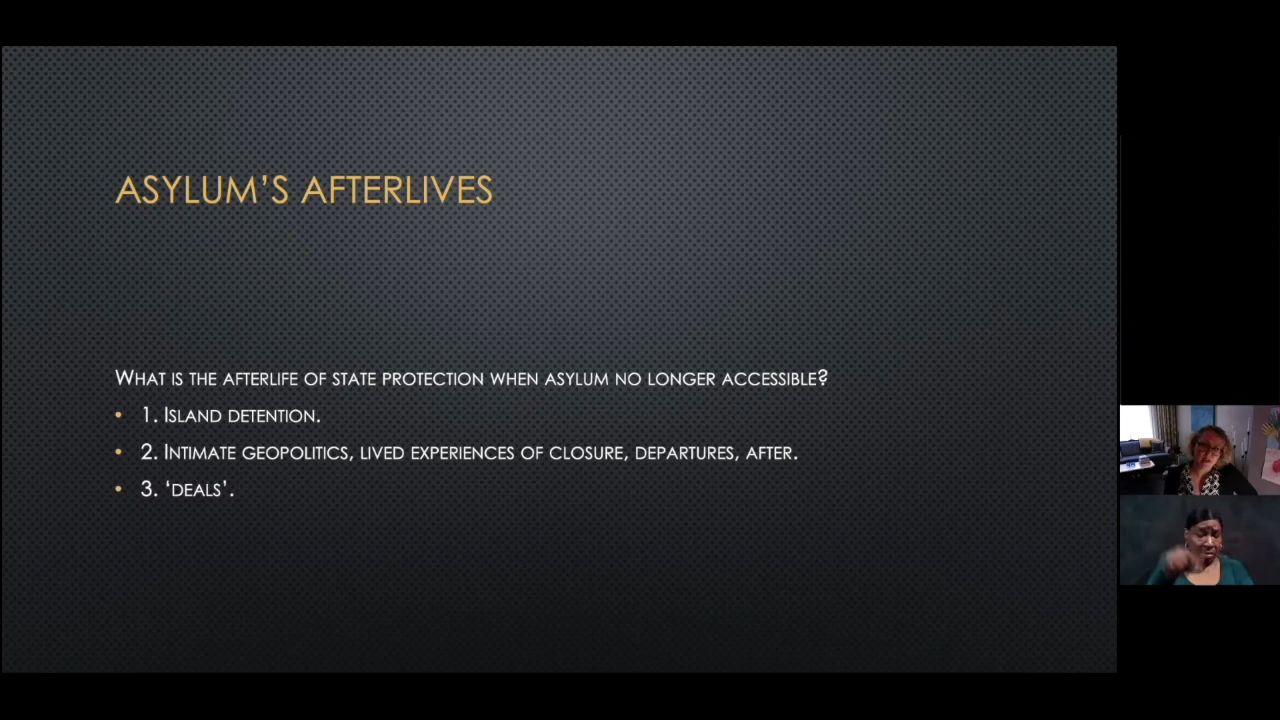 ASYLUM’S AFTERLIVES
WHAT IS THE AFTERLIFE OF STATE PROTECTION WHEN ASYLUM NO LONGER ACCESSIBLE?
• 1. ISLAND DETENTION.
• 2. INTIMATE GEOPOLITICS, LIVED EXPERIENCES OF CLOSURE, DEPARTURES, AFTER.
• 3. ‘DEALS’.